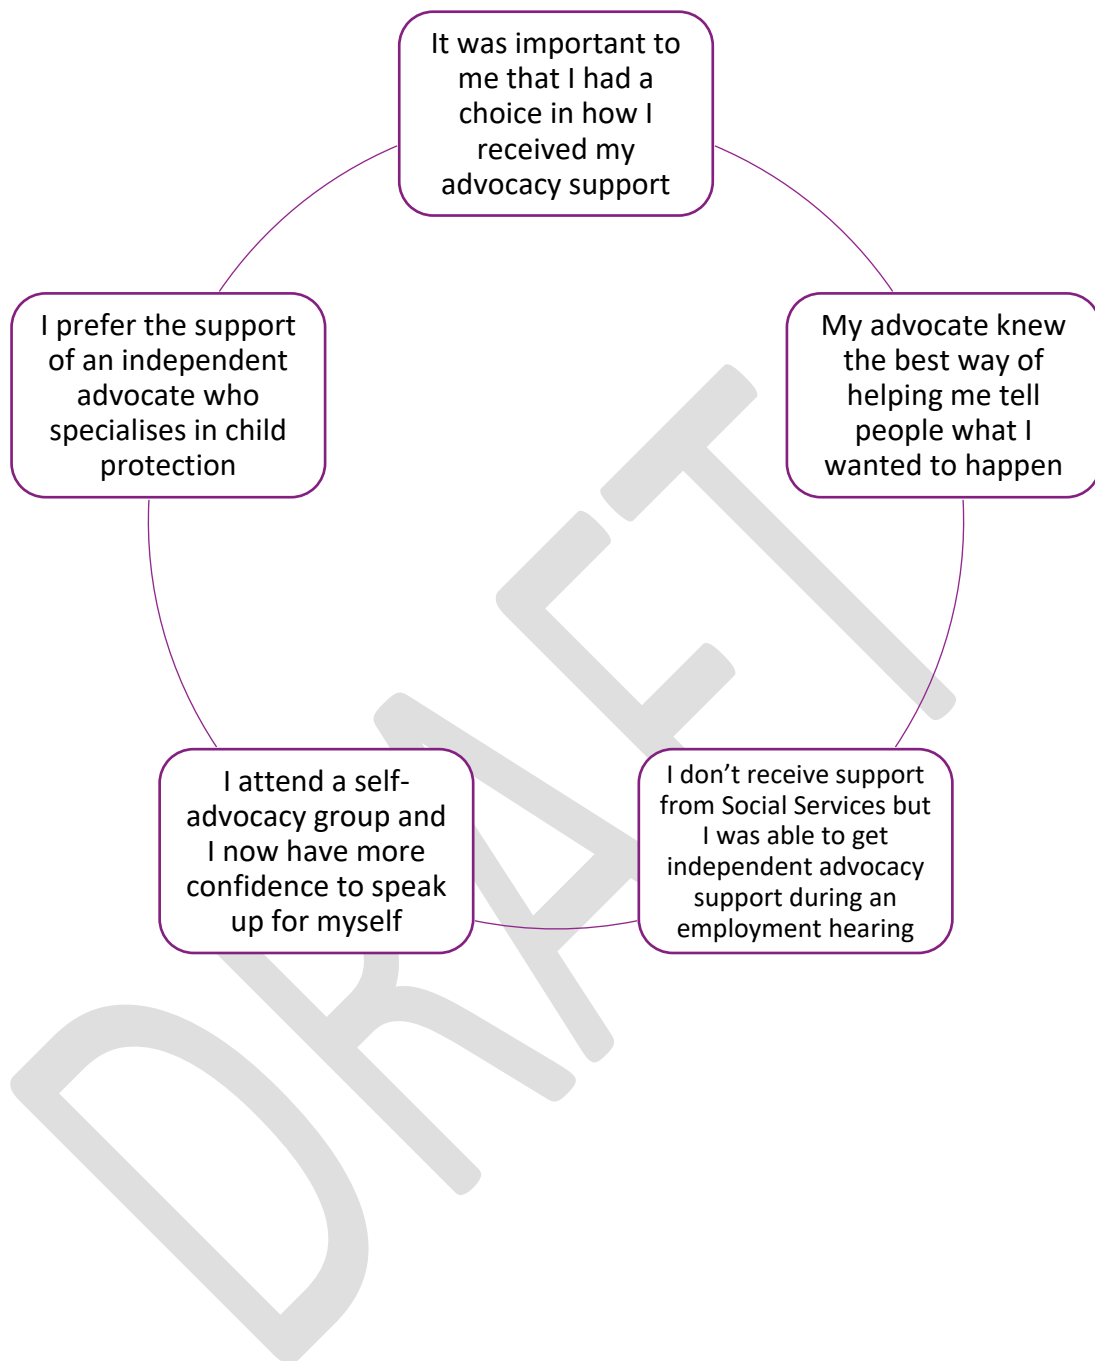 It was important to
me that I had a
choice in how I
received my
advocacy support
My advocate knew
the best way of
helping me tell
people what I
wanted to happen
I don’t receive support
from Social Services but
I was able to get
independent advocacy
support during an
employment hearing
I attend a self-
advocacy group and
I now have more
confidence to speak
up for myself
I prefer the support
of an independent
advocate who
specialises in child
protection
DRAFT